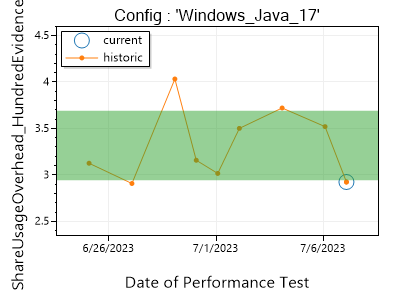 Config : 'Windows_Java_17'
current
historic
ShareUsageOverhead_HundredEvidence
4.5
4
3.5
3
2.5
6/26/2023
7/1/2023
7/6/2023
Date of Performance Test